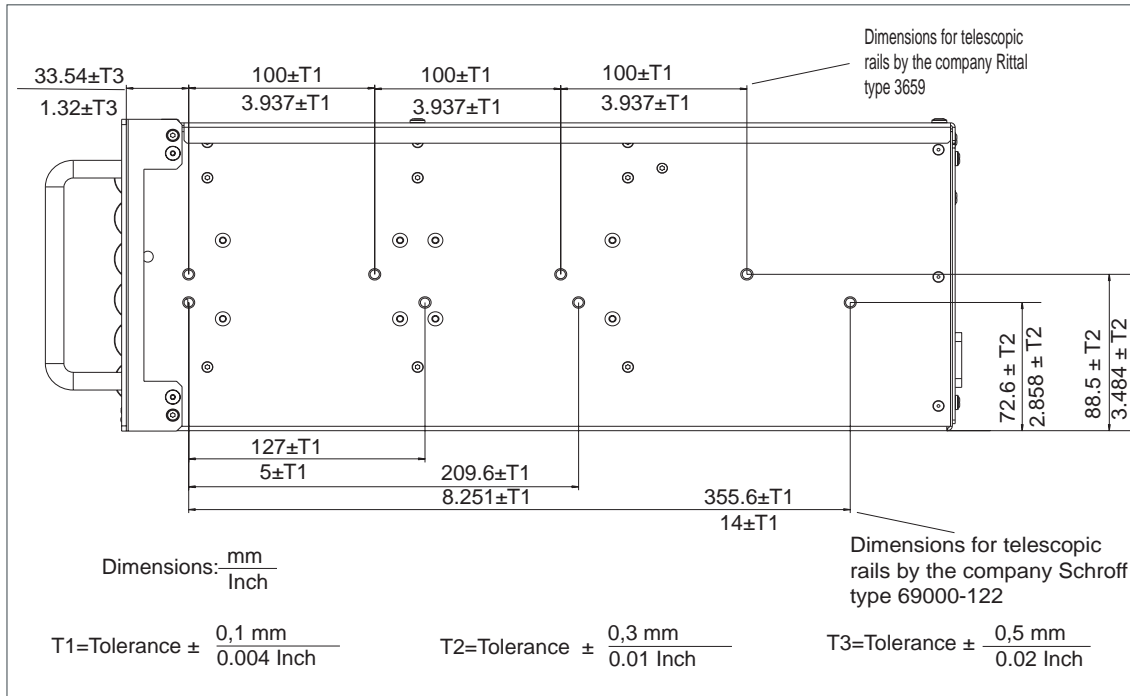 Dimensions for telescopic
rails by the company Rittal
type 3659
33.54±T3
1.32±T3
100±T1
3.937±T1
100±T1
3.937±T1
100±T1
3.937±T1
72.6 ± T2
2.858 ± T2
88.5 ± T2
3.484 ± T2
127±T1
5±T1
209.6±T1
8.251±T1
355.6±T1
14±T1
Dimensions for telescopic
rails by the company Schroff
type 69000-122
Dimensions: mm
Inch
T1=Tolerance ± 0,1 mm
0.004 Inch
T2=Tolerance ± 0,3 mm
0.01 Inch
T3=Tolerance ± 0,5 mm
0.02 Inch